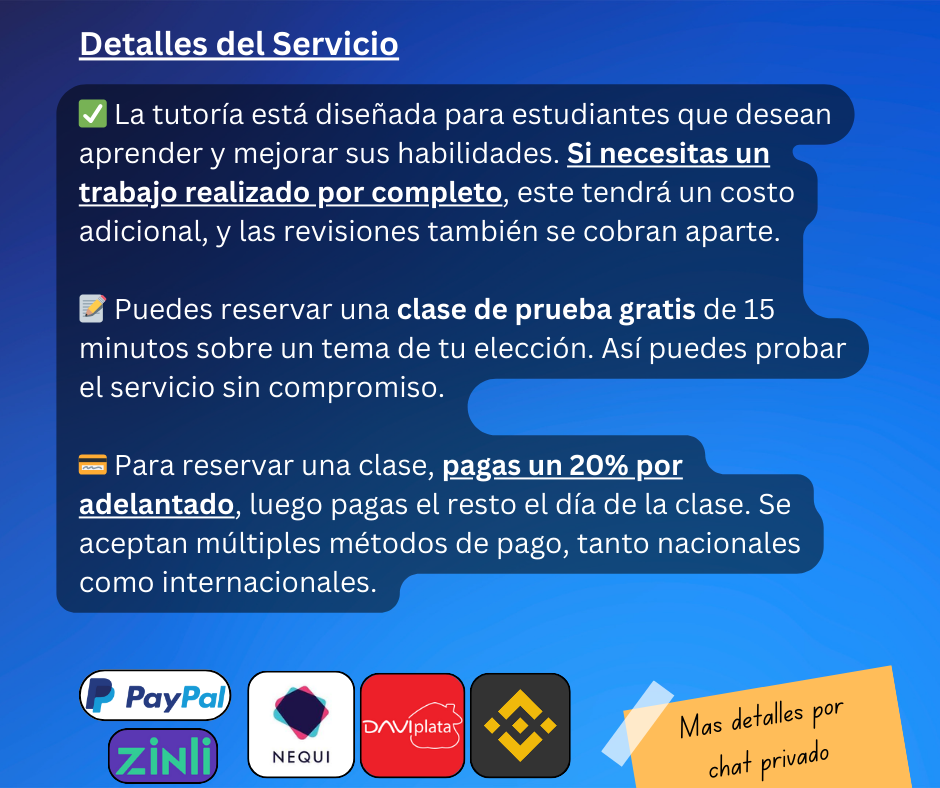 Detalles del Servicio
✅ La tutoría está diseñada para estudiantes que desean
aprender y mejorar sus habilidades. Si necesitas un
trabajo realizado por completo, este tendrá un costo
adicional, y las revisiones también se cobran aparte.
📝 Puedes reservar una clase de prueba gratis de 15
minutos sobre un tema de tu elección. Así puedes probar
el servicio sin compromiso.
💳 Para reservar una clase, pagas un 20% por
adelantado, luego pagas el resto el día de la clase. Se
aceptan múltiples métodos de pago, tanto nacionales
como internacionales.
PayPal
zinli
NEQUI
DAVIplata
Mas detalles por
chat privado